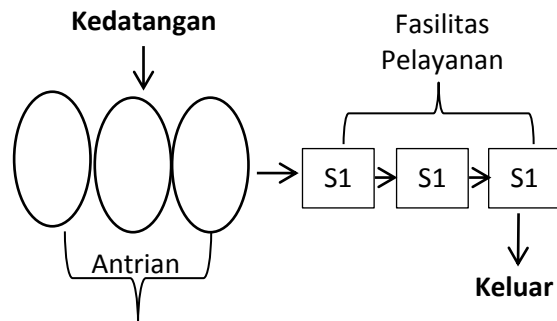 Kedatangan
Fasilitas
Pelayanan
S1
S1
S1
Antrian
Keluar